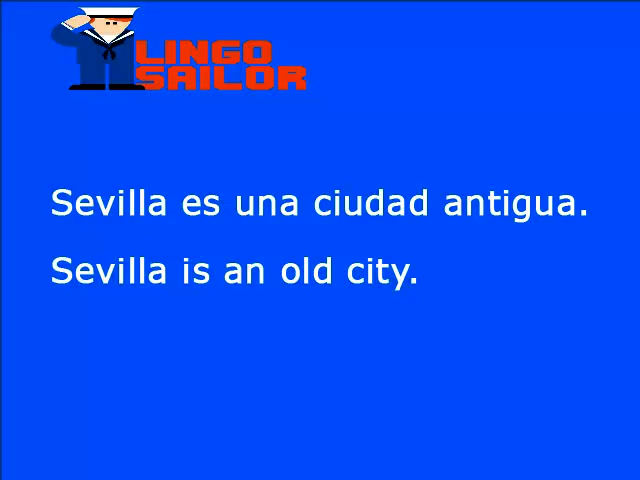 LINGO
SAILOR
Sevilla es una ciudad antigua.
Sevilla is an old city.